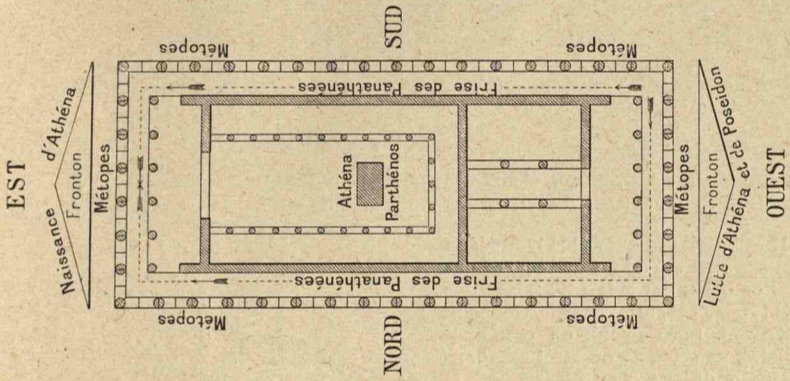 SUD
Métopes
Métopes
Frise des Panathénées
EST
Naissance d'Athéna
Fronton
Métopes
Athéna
Parthénos
Métopes
Fronton
Lutte d'Athéna et de Poseidon
OUEST
Frise des Panathénées
Métopes
Métopes
NORD